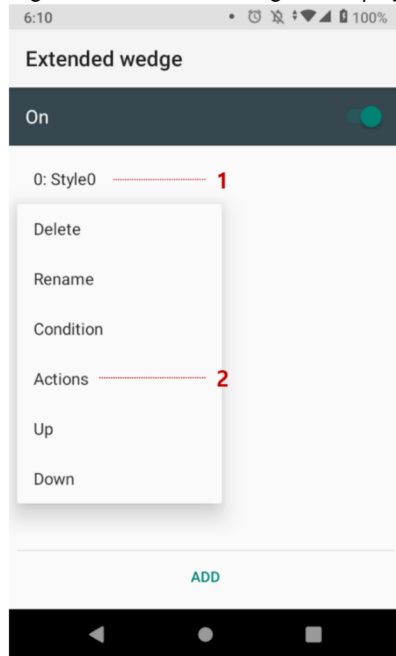 6:10 100%
Extended wedge
On
0: Style0 1
Delete
Rename
Condition
Actions 2
Up
Down
ADD